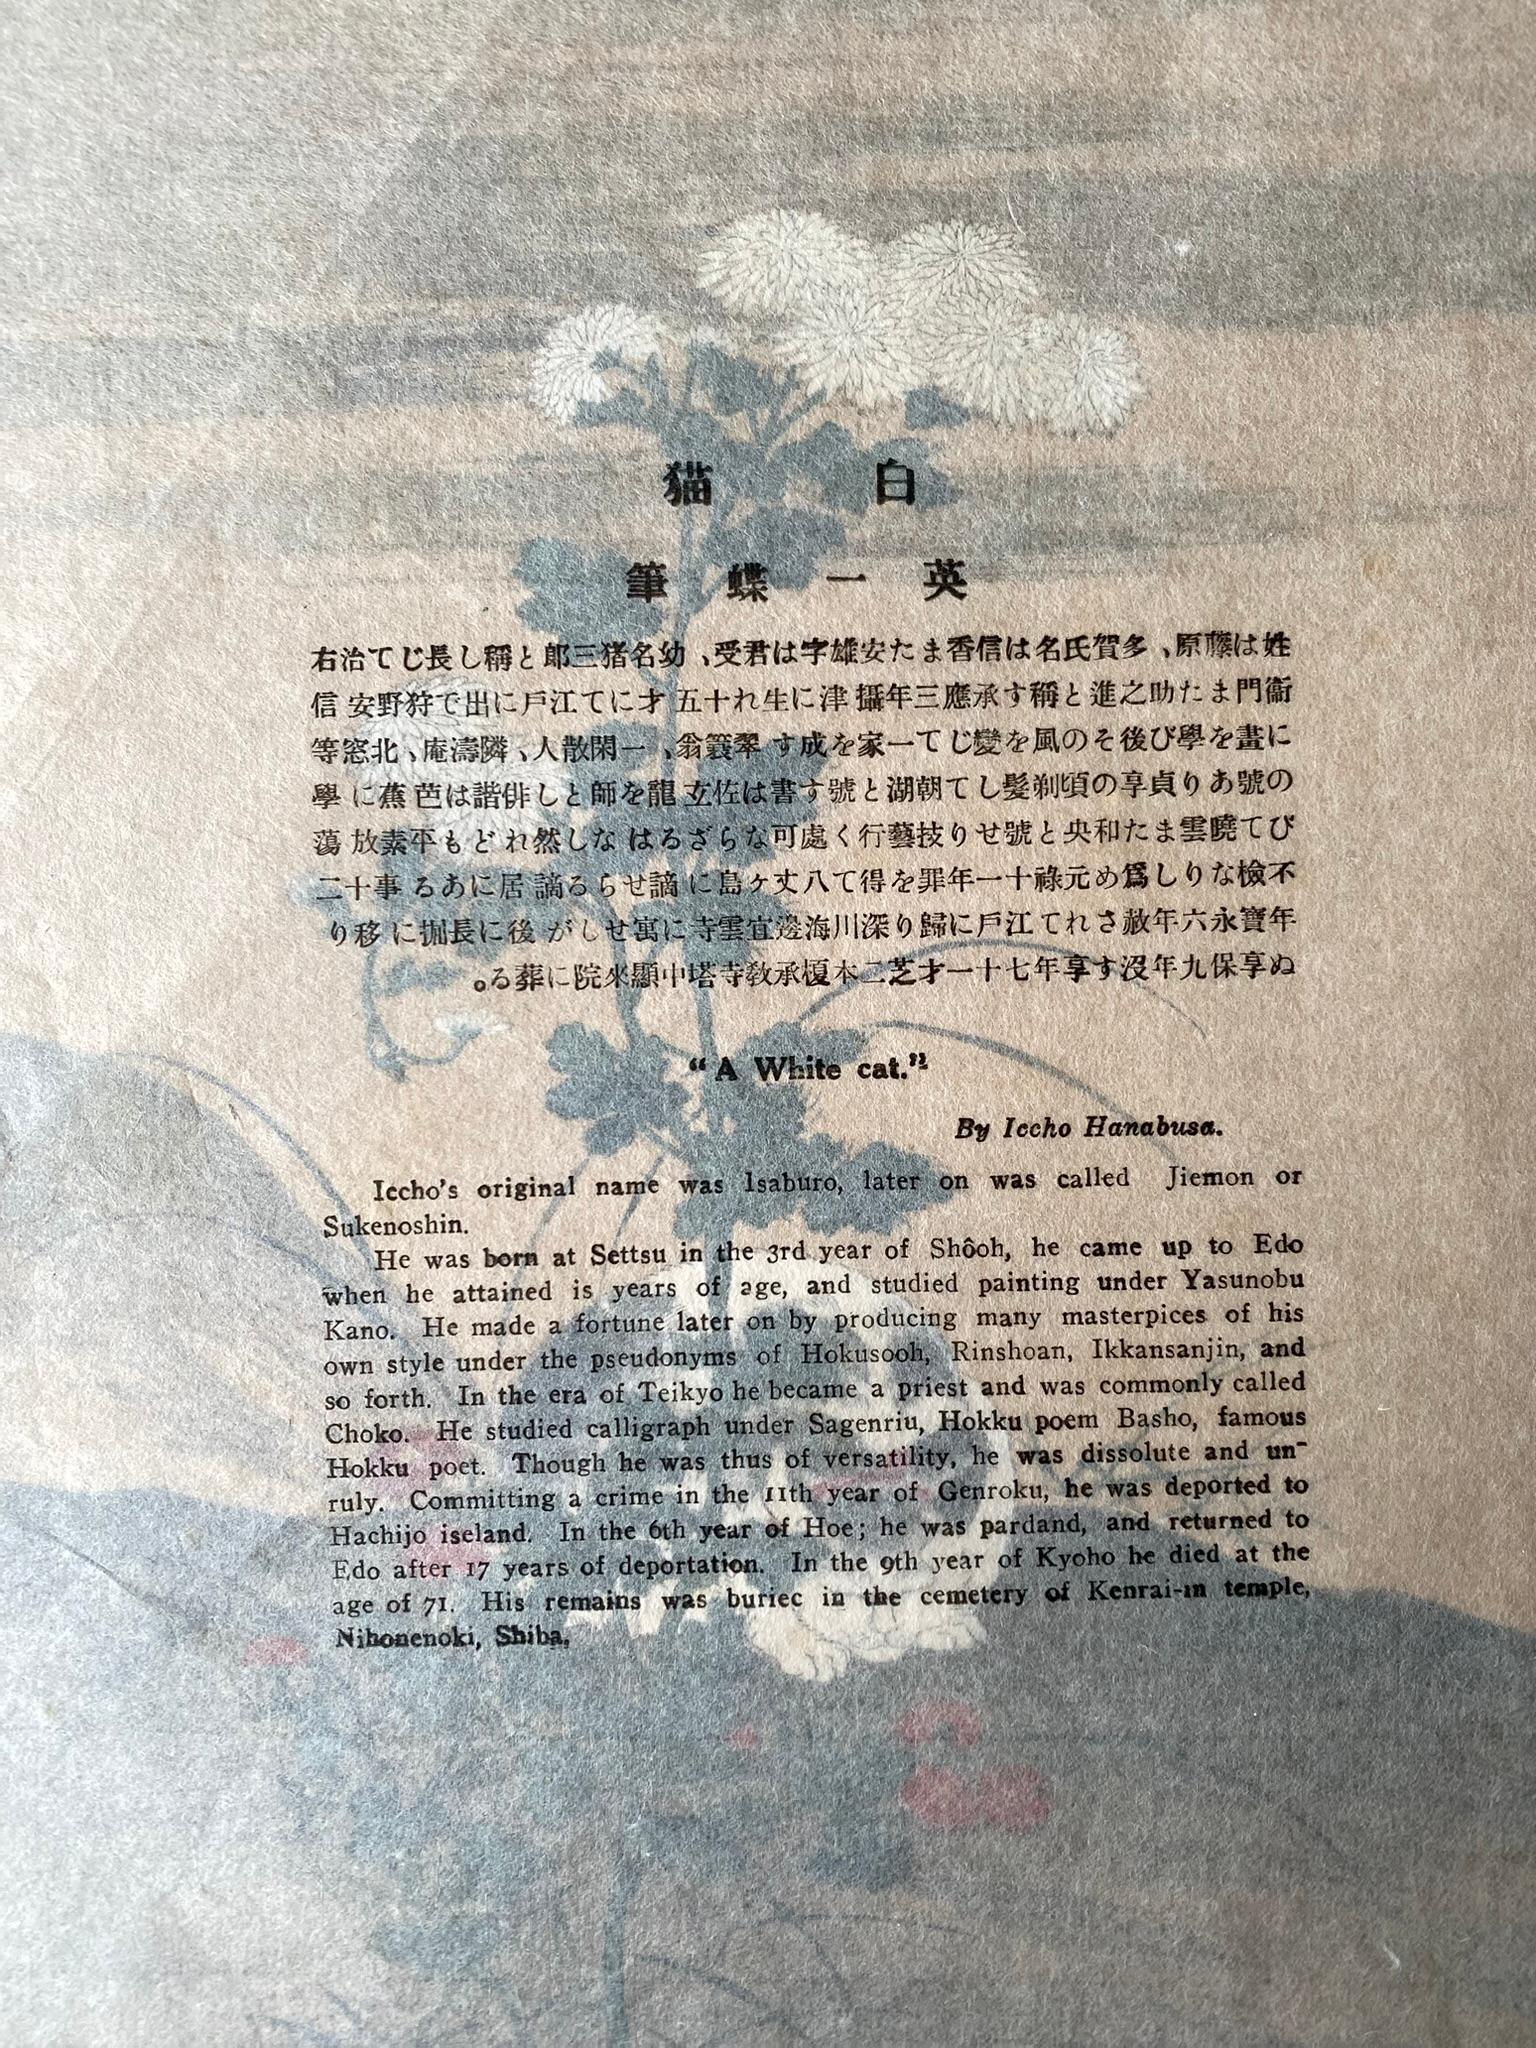 白猫
英一蝶筆
姓は藤原、多賀氏名は信香また安雄字は君受、幼名猪三郎と稱し長じて治右
衞門また助之進と稱す承應三年攝津に生れ十五才にて江戸に出で狩野安信
に畫を學び後その風を變じて一家を成す翠簑翁、一閑散人、隣濤庵、北窓等
の號あり貞享の頃剃髮して朝湖と號す書は佐玄龍を師とし俳諧は芭蕉に學
びて曉雲また和央と號せり技藝行く處可ならざるはなし然れども平素放蕩
不檢なりし爲め元祿十一年罪を得て八丈ヶ島に謫せらる謫居にある事十二
年寶永六年赦されて江戸に歸り深川海邊宜雲寺に寓せしが後に長堀に移り
ぬ享保九年沒す享年七十一才芝二本榎承敎寺塔中顯來院に葬る。
“A White cat.”
By Iccho Hanabusa.
Iccho's original name was Isaburo, later on was called Jiemon or
Sukenoshin.
He was born at Settsu in the 3rd year of Shôoh, he came up to Edo
when he attained is years of age, and studied painting under Yasunobu
Kano. He made a fortune later on by producing many masterpices of his
own style under the pseudonyms of Hokusooh, Rinshoan, Ikkansanjin, and
so forth. In the era of Teikyo he became a priest and was commonly called
Choko. He studied calligraph under Sagenriu, Hokku poem Basho, famous
Hokku poet. Though he was thus of versatility, he was dissolute and un-
ruly. Committing a crime in the 11th year of Genroku, he was deported to
Hachijo iseland. In the 6th year of Hoe; he was pardand, and returned to
Edo after 17 years of deportation. In the 9th year of Kyoho he died at the
age of 71. His remains was buriec in the cemetery of Kenrai-in temple,
Nihonenoki, Shiba.